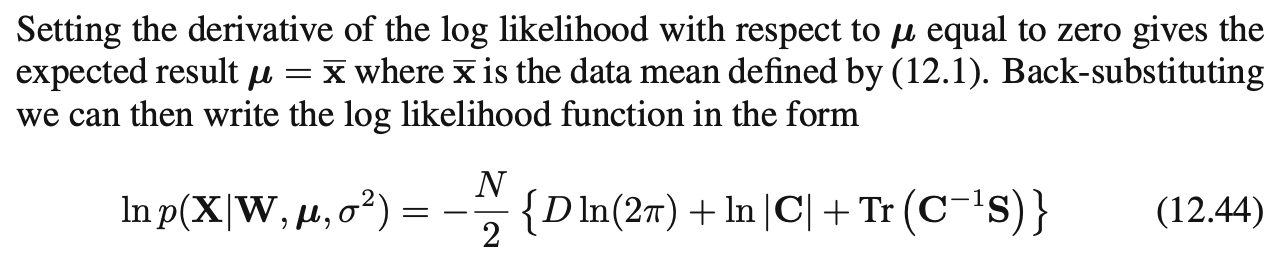 Setting the derivative of the log likelihood with respect to μ equal to zero gives the
expected result μ = x̄ where x̄ is the data mean defined by (12.1). Back-substituting
we can then write the log likelihood function in the form
ln p(X|W, μ, σ²) = −N/2 {D ln(2π) + ln |C| + Tr (C⁻¹S)} (12.44)